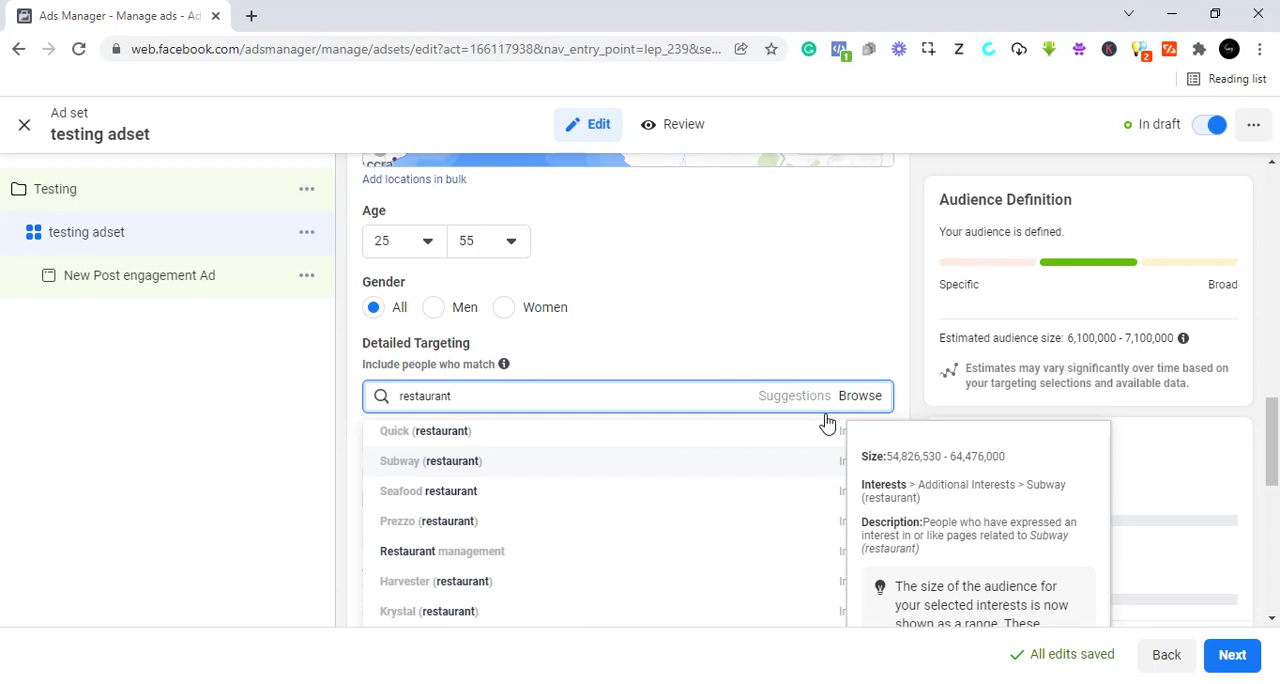 Ads Manager - Manage ads - Ad
web.facebook.com/adsmanager/manage/adsets/edit?act=166117938&nav_entry_point=lep_239&se...
1
2
Reading list
Ad set
testing adset
Edit
Review
In draft
Testing
testing adset
New Post engagement Ad
Add locations in bulk
Age
25
55
Gender
All
Men
Women
Detailed Targeting
Include people who match
restaurant
Suggestions
Browse
Quick (restaurant)
Subway (restaurant)
Seafood restaurant
Prezzo (restaurant)
Restaurant management
Harvester (restaurant)
Krystal (restaurant)
Size:54,826,530 - 64,476,000
Interests > Additional Interests > Subway
(restaurant)
Description:People who have expressed an
interest in or like pages related to Subway
(restaurant)
The size of the audience for
your selected interests is now
shown as a range. These
Audience Definition
Your audience is defined.
Specific
Broad
Estimated audience size: 6,100,000 - 7,100,000
Estimates may vary significantly over time based on
your targeting selections and available data.
All edits saved
Back
Next